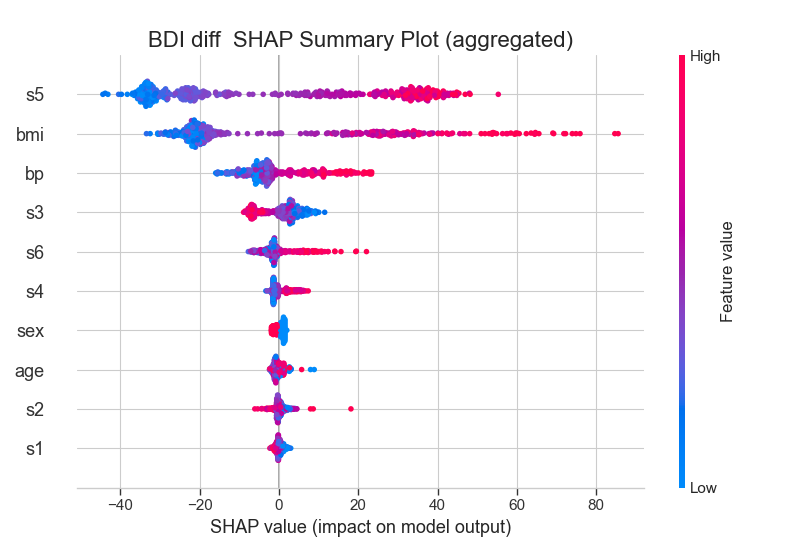 BDI diff  SHAP Summary Plot (aggregated)
High
s5
bmi
bp
s3
s6
s4
sex
age
s2
s1
Feature value
Low
−40 −20 0 20 40 60 80
SHAP value (impact on model output)